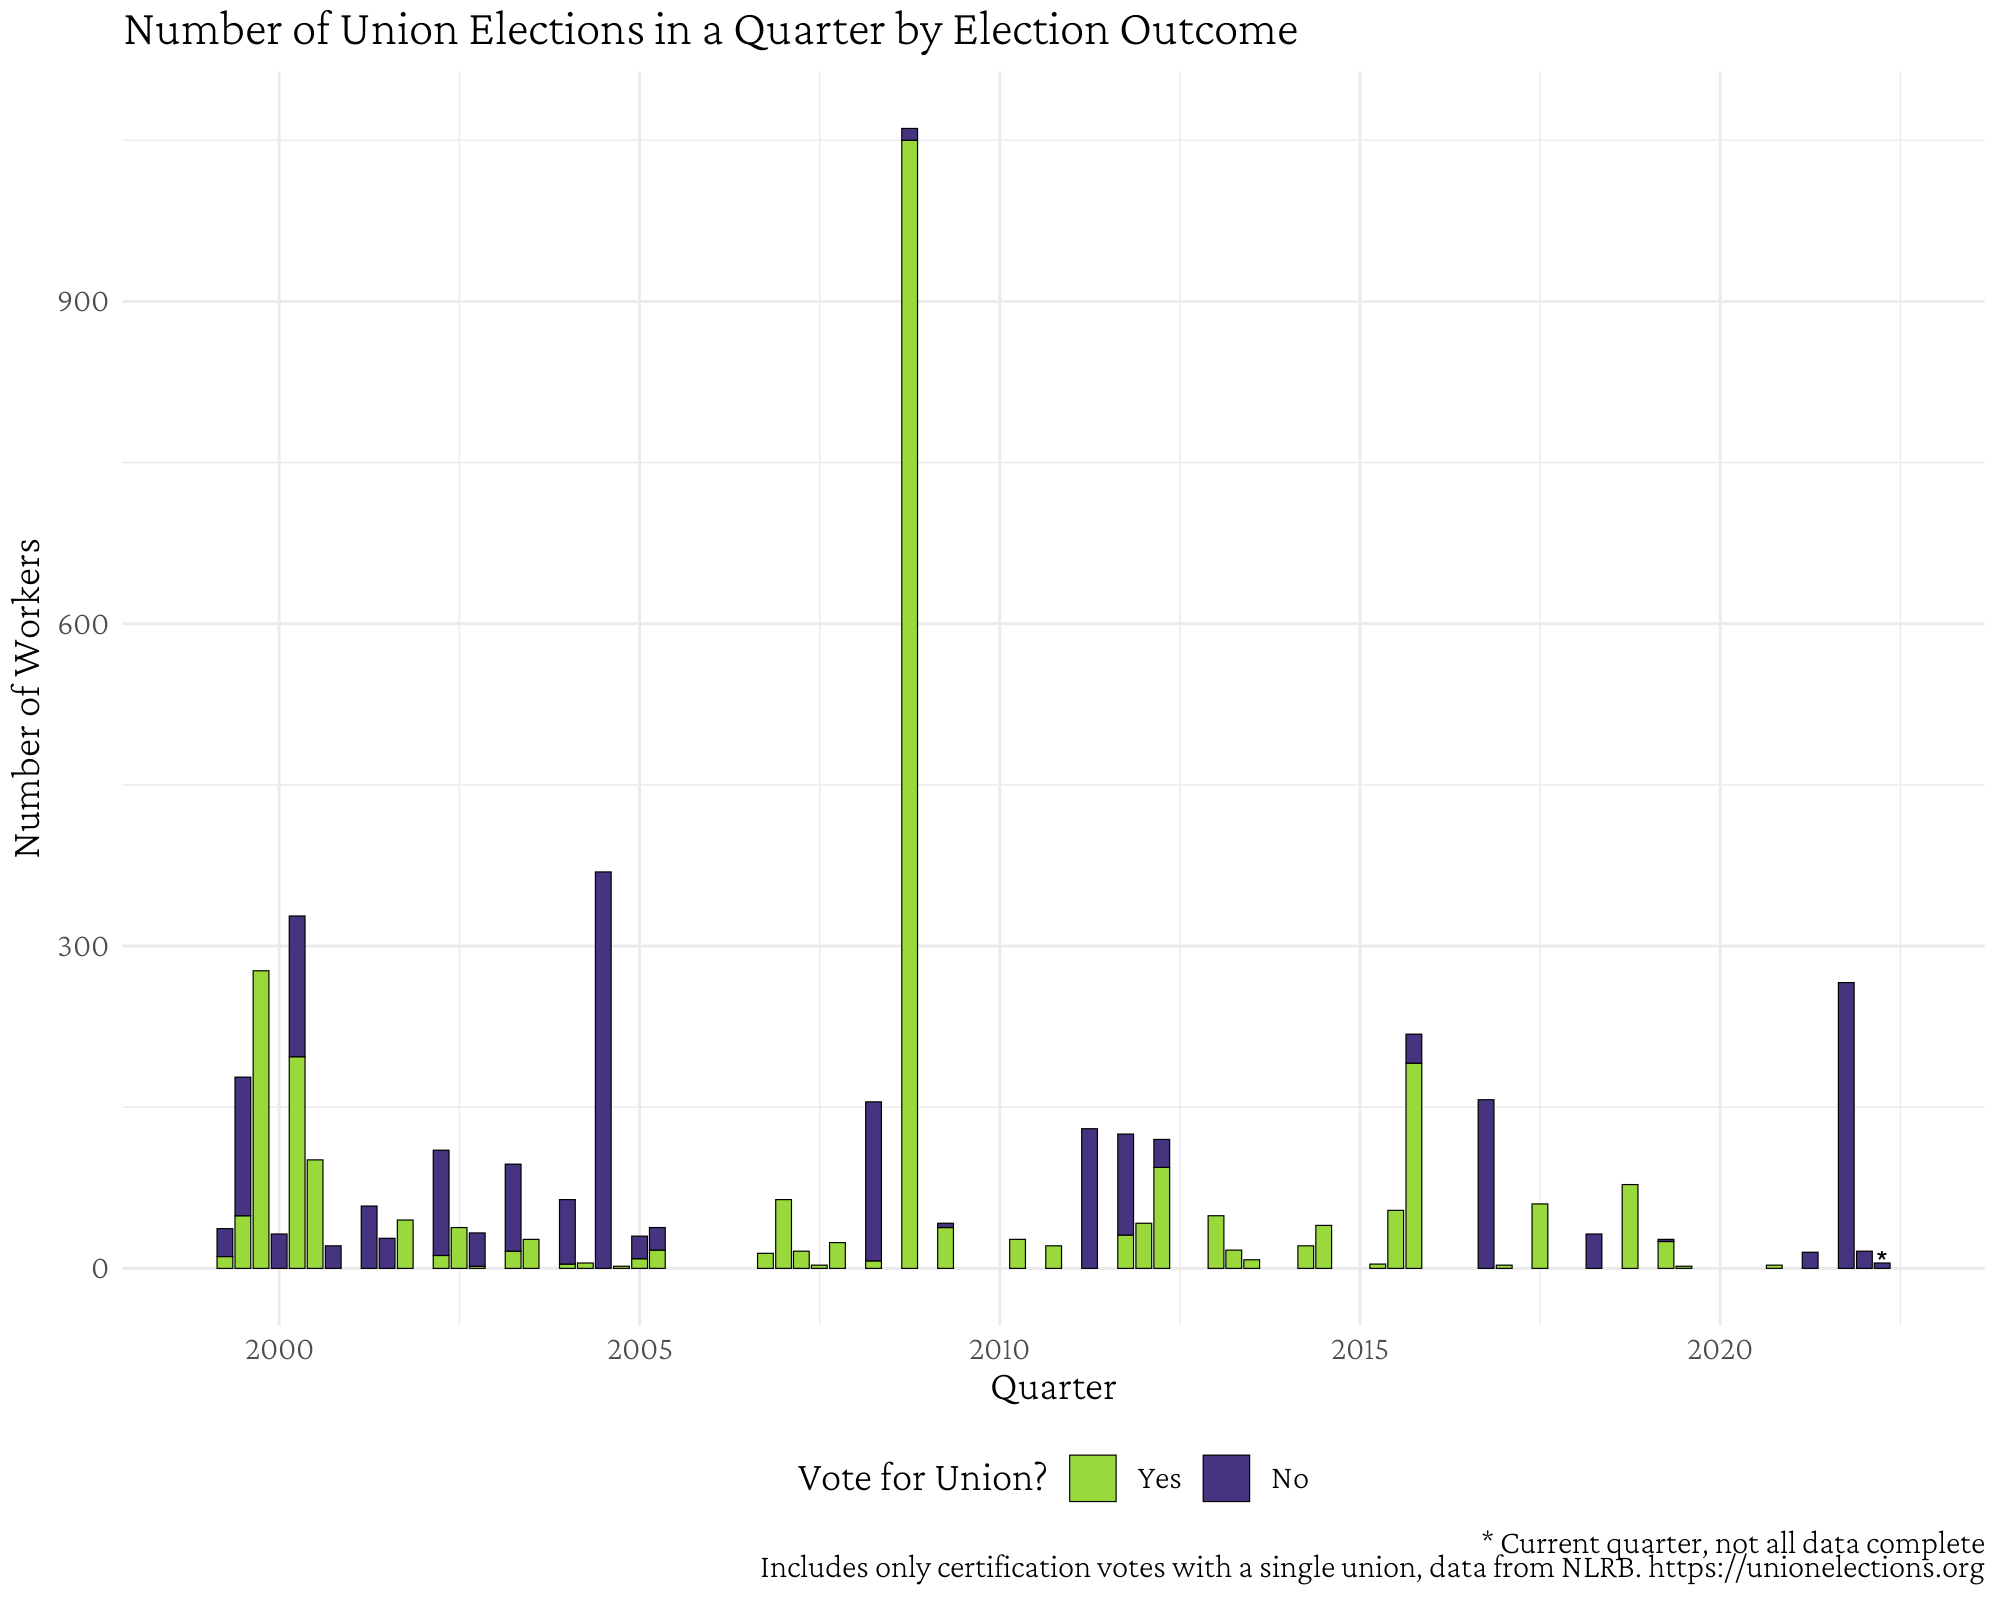 Number of Union Elections in a Quarter by Election Outcome
Number of Workers
900
600
300
0
*
2000 2005 2010 2015 2020
Quarter
Vote for Union? Yes No
* Current quarter, not all data complete
Includes only certification votes with a single union, data from NLRB. https://unionelections.org